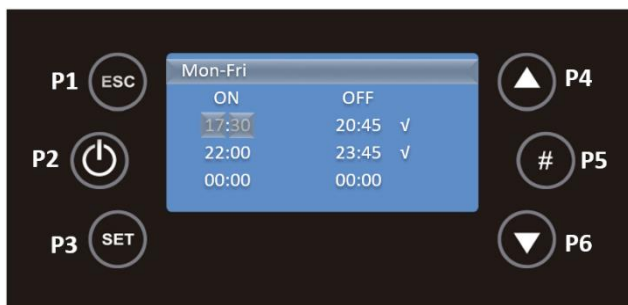 Mon-Fri
P1 ESC
ON OFF
P4
17:30 20:45 √
P2
22:00 23:45 √
# P5
00:00 00:00
P3 SET
P6